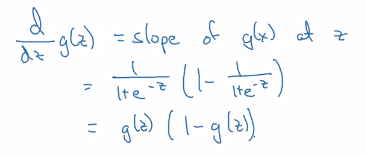 d/dz g(z) = slope of g(x) at z
= 1/(1+e^-z) (1 - 1/(1+e^-z))
= g(z) (1 - g(z))